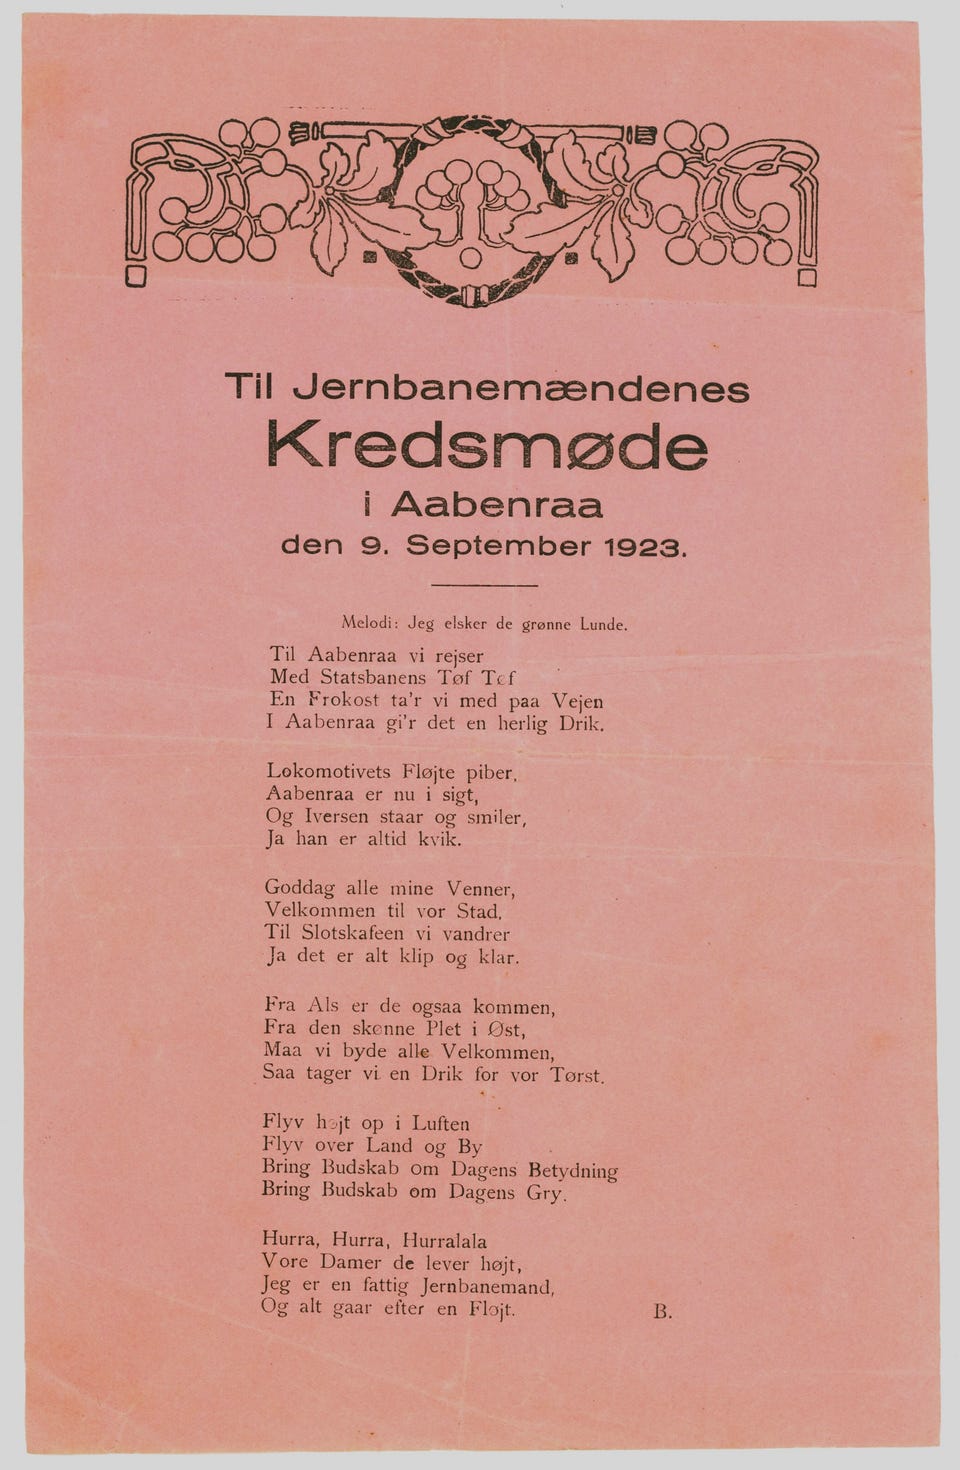 Til Jernbanemændenes
Kredsmøde
i Aabenraa
den 9. September 1923.
Melodi: Jeg elsker de grønne Lunde.
Til Aabenraa vi rejser
Med Statsbanens Tøf Tøf
En Frokost ta'r vi med paa Vejen
I Aabenraa gi'r det en herlig Drik.
Lokomotivets Fløjte piber,
Aabenraa er nu i sigt,
Og Iversen staar og smiler,
Ja han er altid kvik.
Goddag alle mine Venner,
Velkommen til vor Stad,
Til Slotskafeen vi vandrer
Ja det er alt klip og klar.
Fra Als er de ogsaa kommen,
Fra den skønne Plet i Øst,
Maa vi byde alle Velkommen,
Saa tager vi en Drik for vor Tørst.
Flyv højt op i Luften
Flyv over Land og By
Bring Budskab om Dagens Betydning
Bring Budskab om Dagens Gry.
Hurra, Hurra, Hurralala
Vore Damer de lever højt,
Jeg er en fattig Jernbanemand,
Og alt gaar efter en Fløjt.
B.